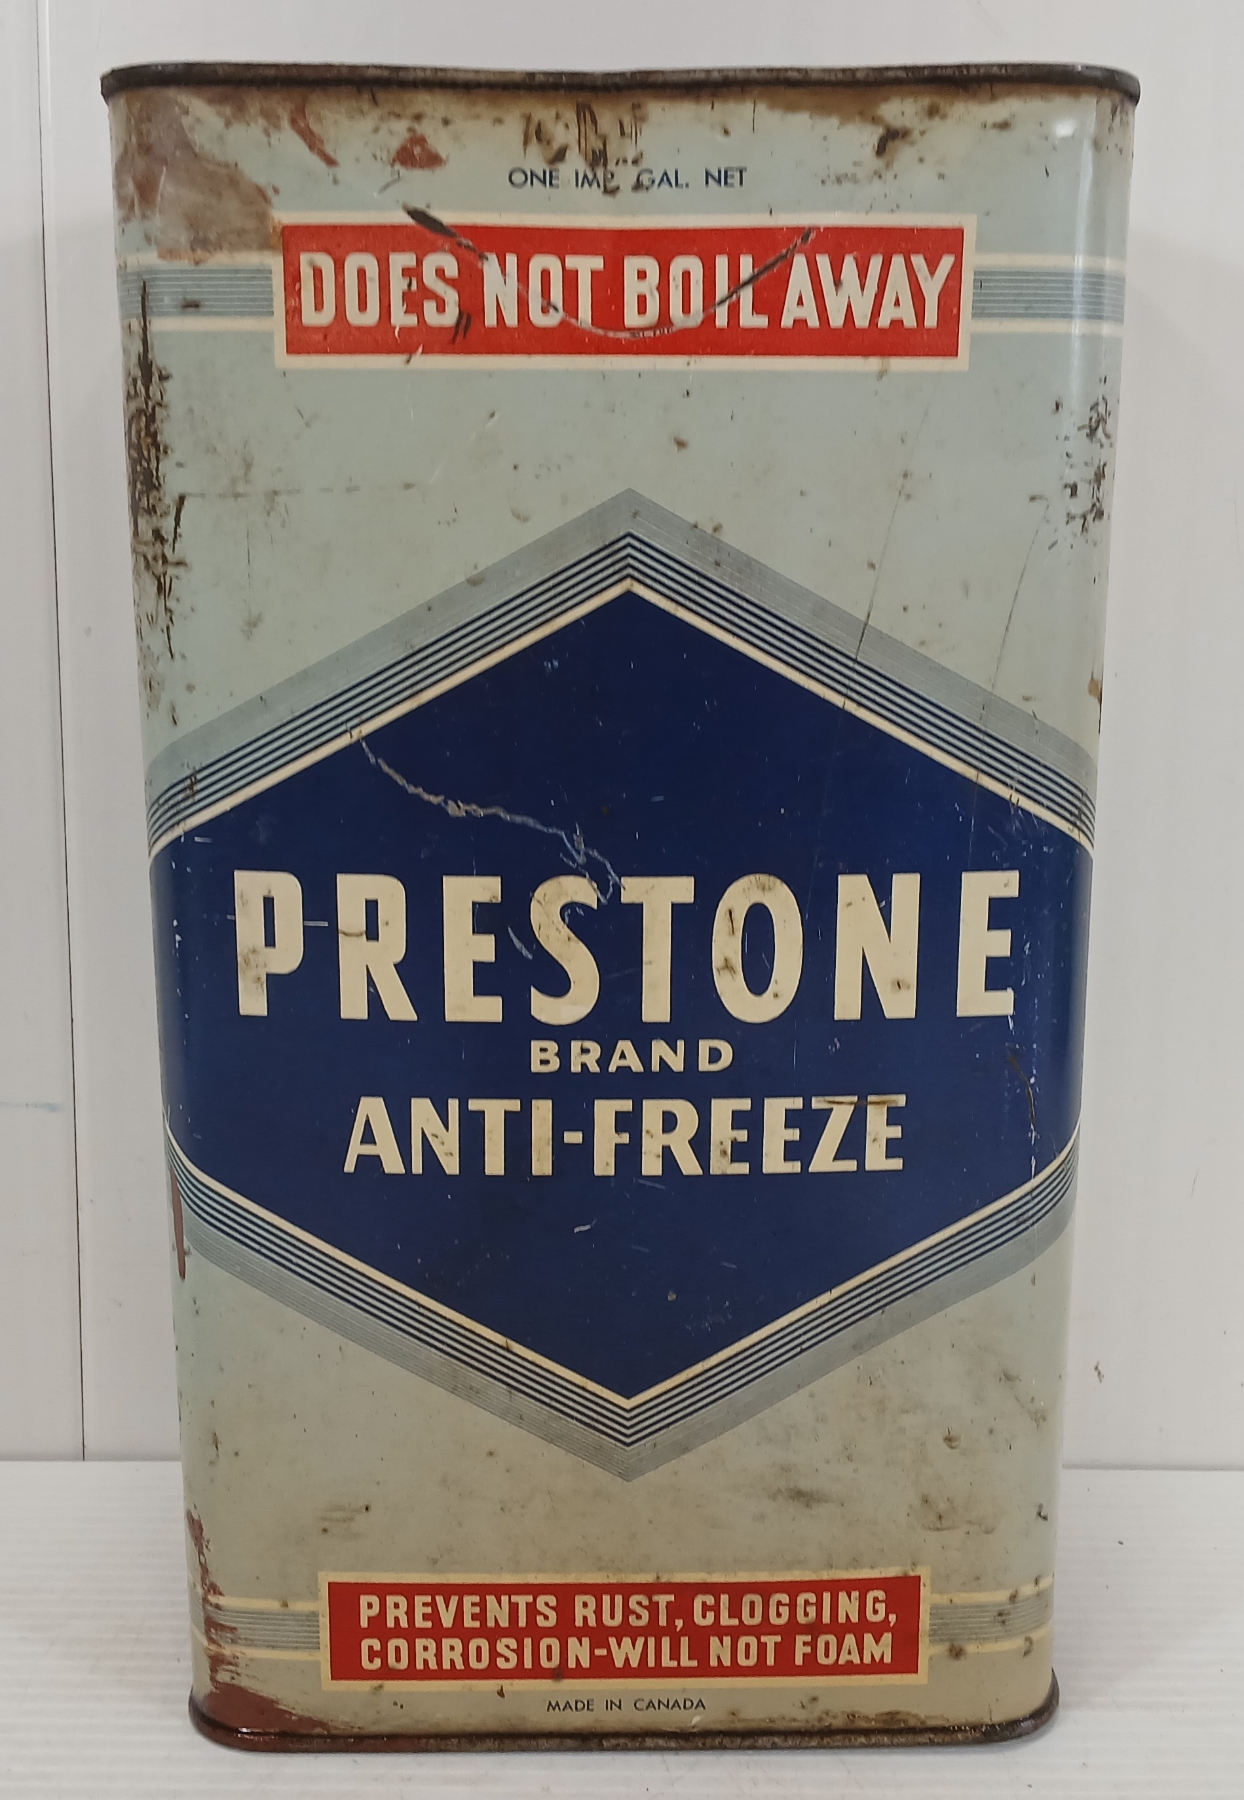 ONE IMP. GAL. NET
DOES NOT BOIL AWAY
PRESTONE
BRAND
ANTI-FREEZE
PREVENTS RUST, CLOGGING,
CORROSION-WILL NOT FOAM
MADE IN CANADA